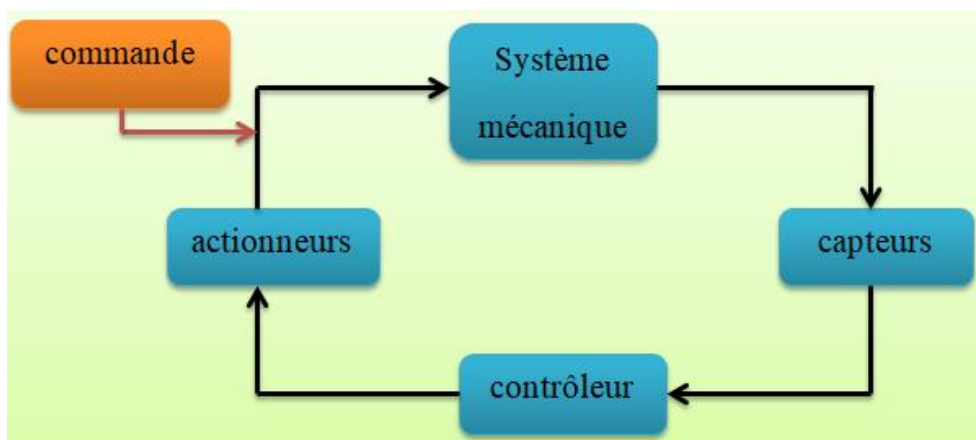 commande
Système
mécanique
actionneurs
capteurs
contrôleur